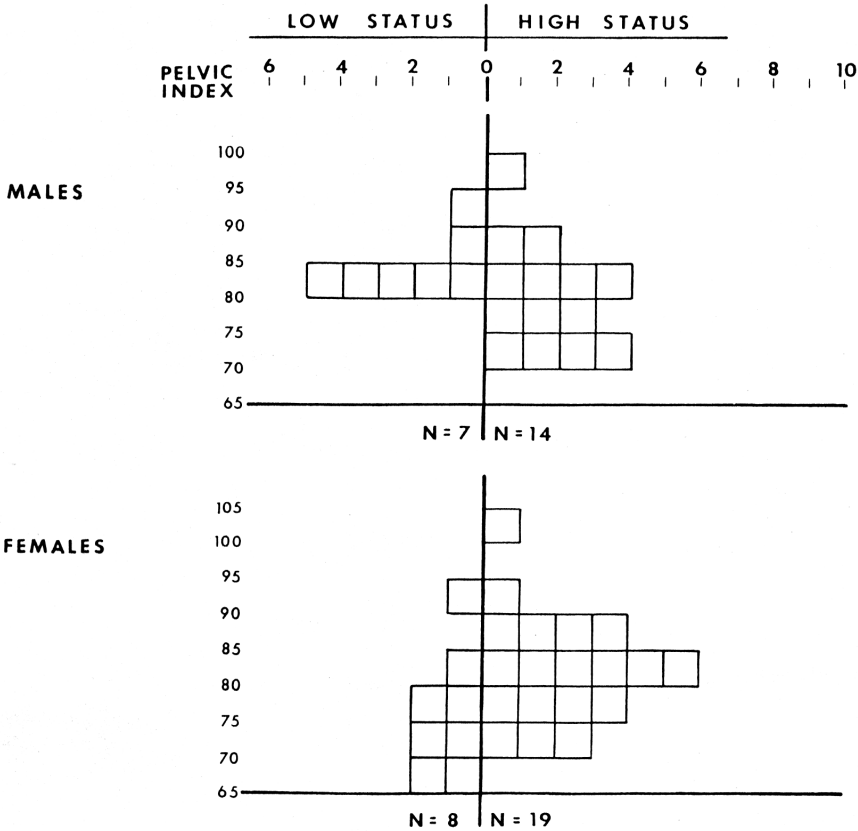 LOW STATUS HIGH STATUS
PELVIC INDEX
6 4 2 0 2 4 6 8 10
MALES
100
95
90
85
80
75
70
65
N = 7 N = 14
FEMALES
105
100
95
90
85
80
75
70
65
N = 8 N = 19